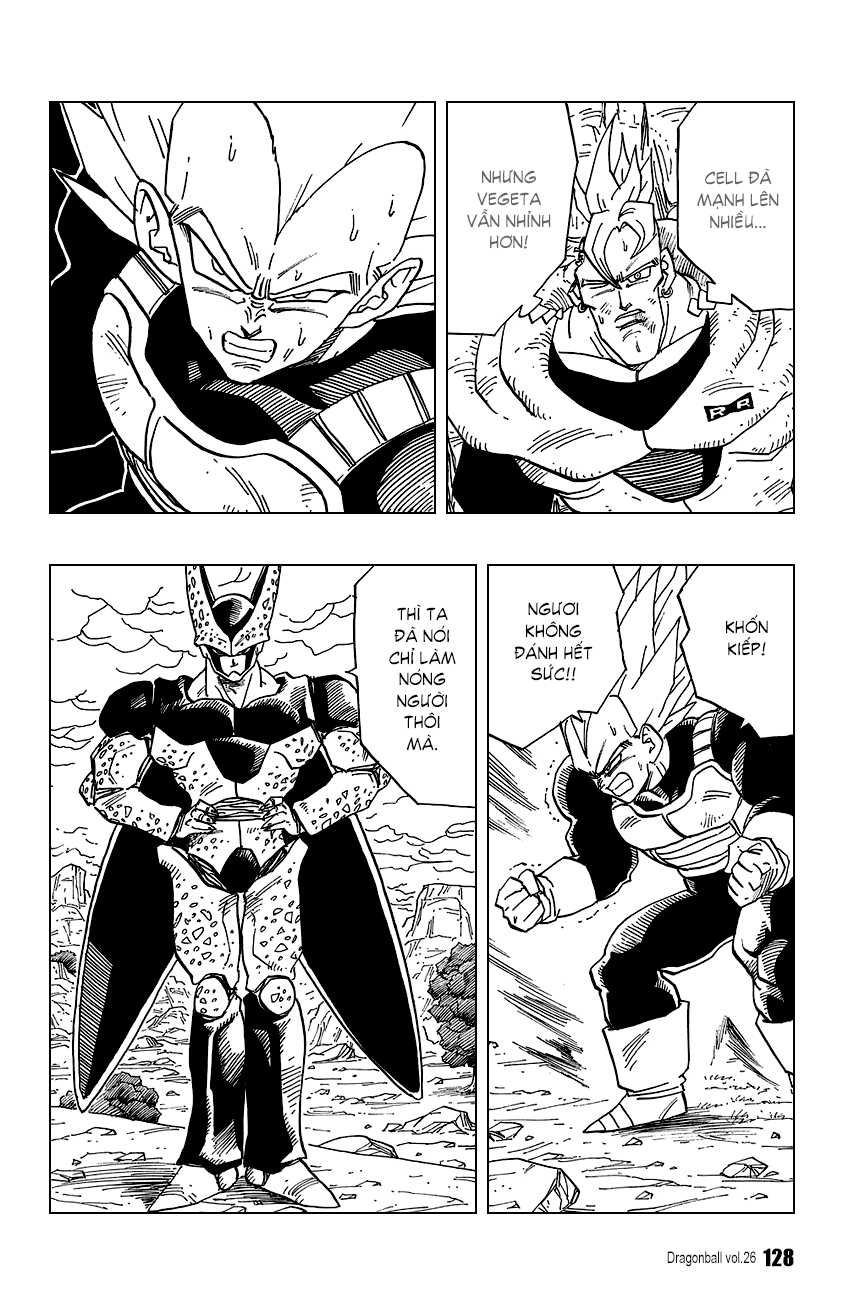 CELL ĐÃ
MẠNH LÊN
NHIỀU...
NHƯNG
VEGETA
VẪN NHỈNH
HƠN!
RR
KHỐN
KIẾP!
NGƯƠI
KHÔNG
ĐÁNH HẾT
SỨC!!
THÌ TA
ĐÃ NÓI
CHỈ LÀM
NÓNG
NGƯỜI
THÔI
MÀ.
Dragonball vol.26 128